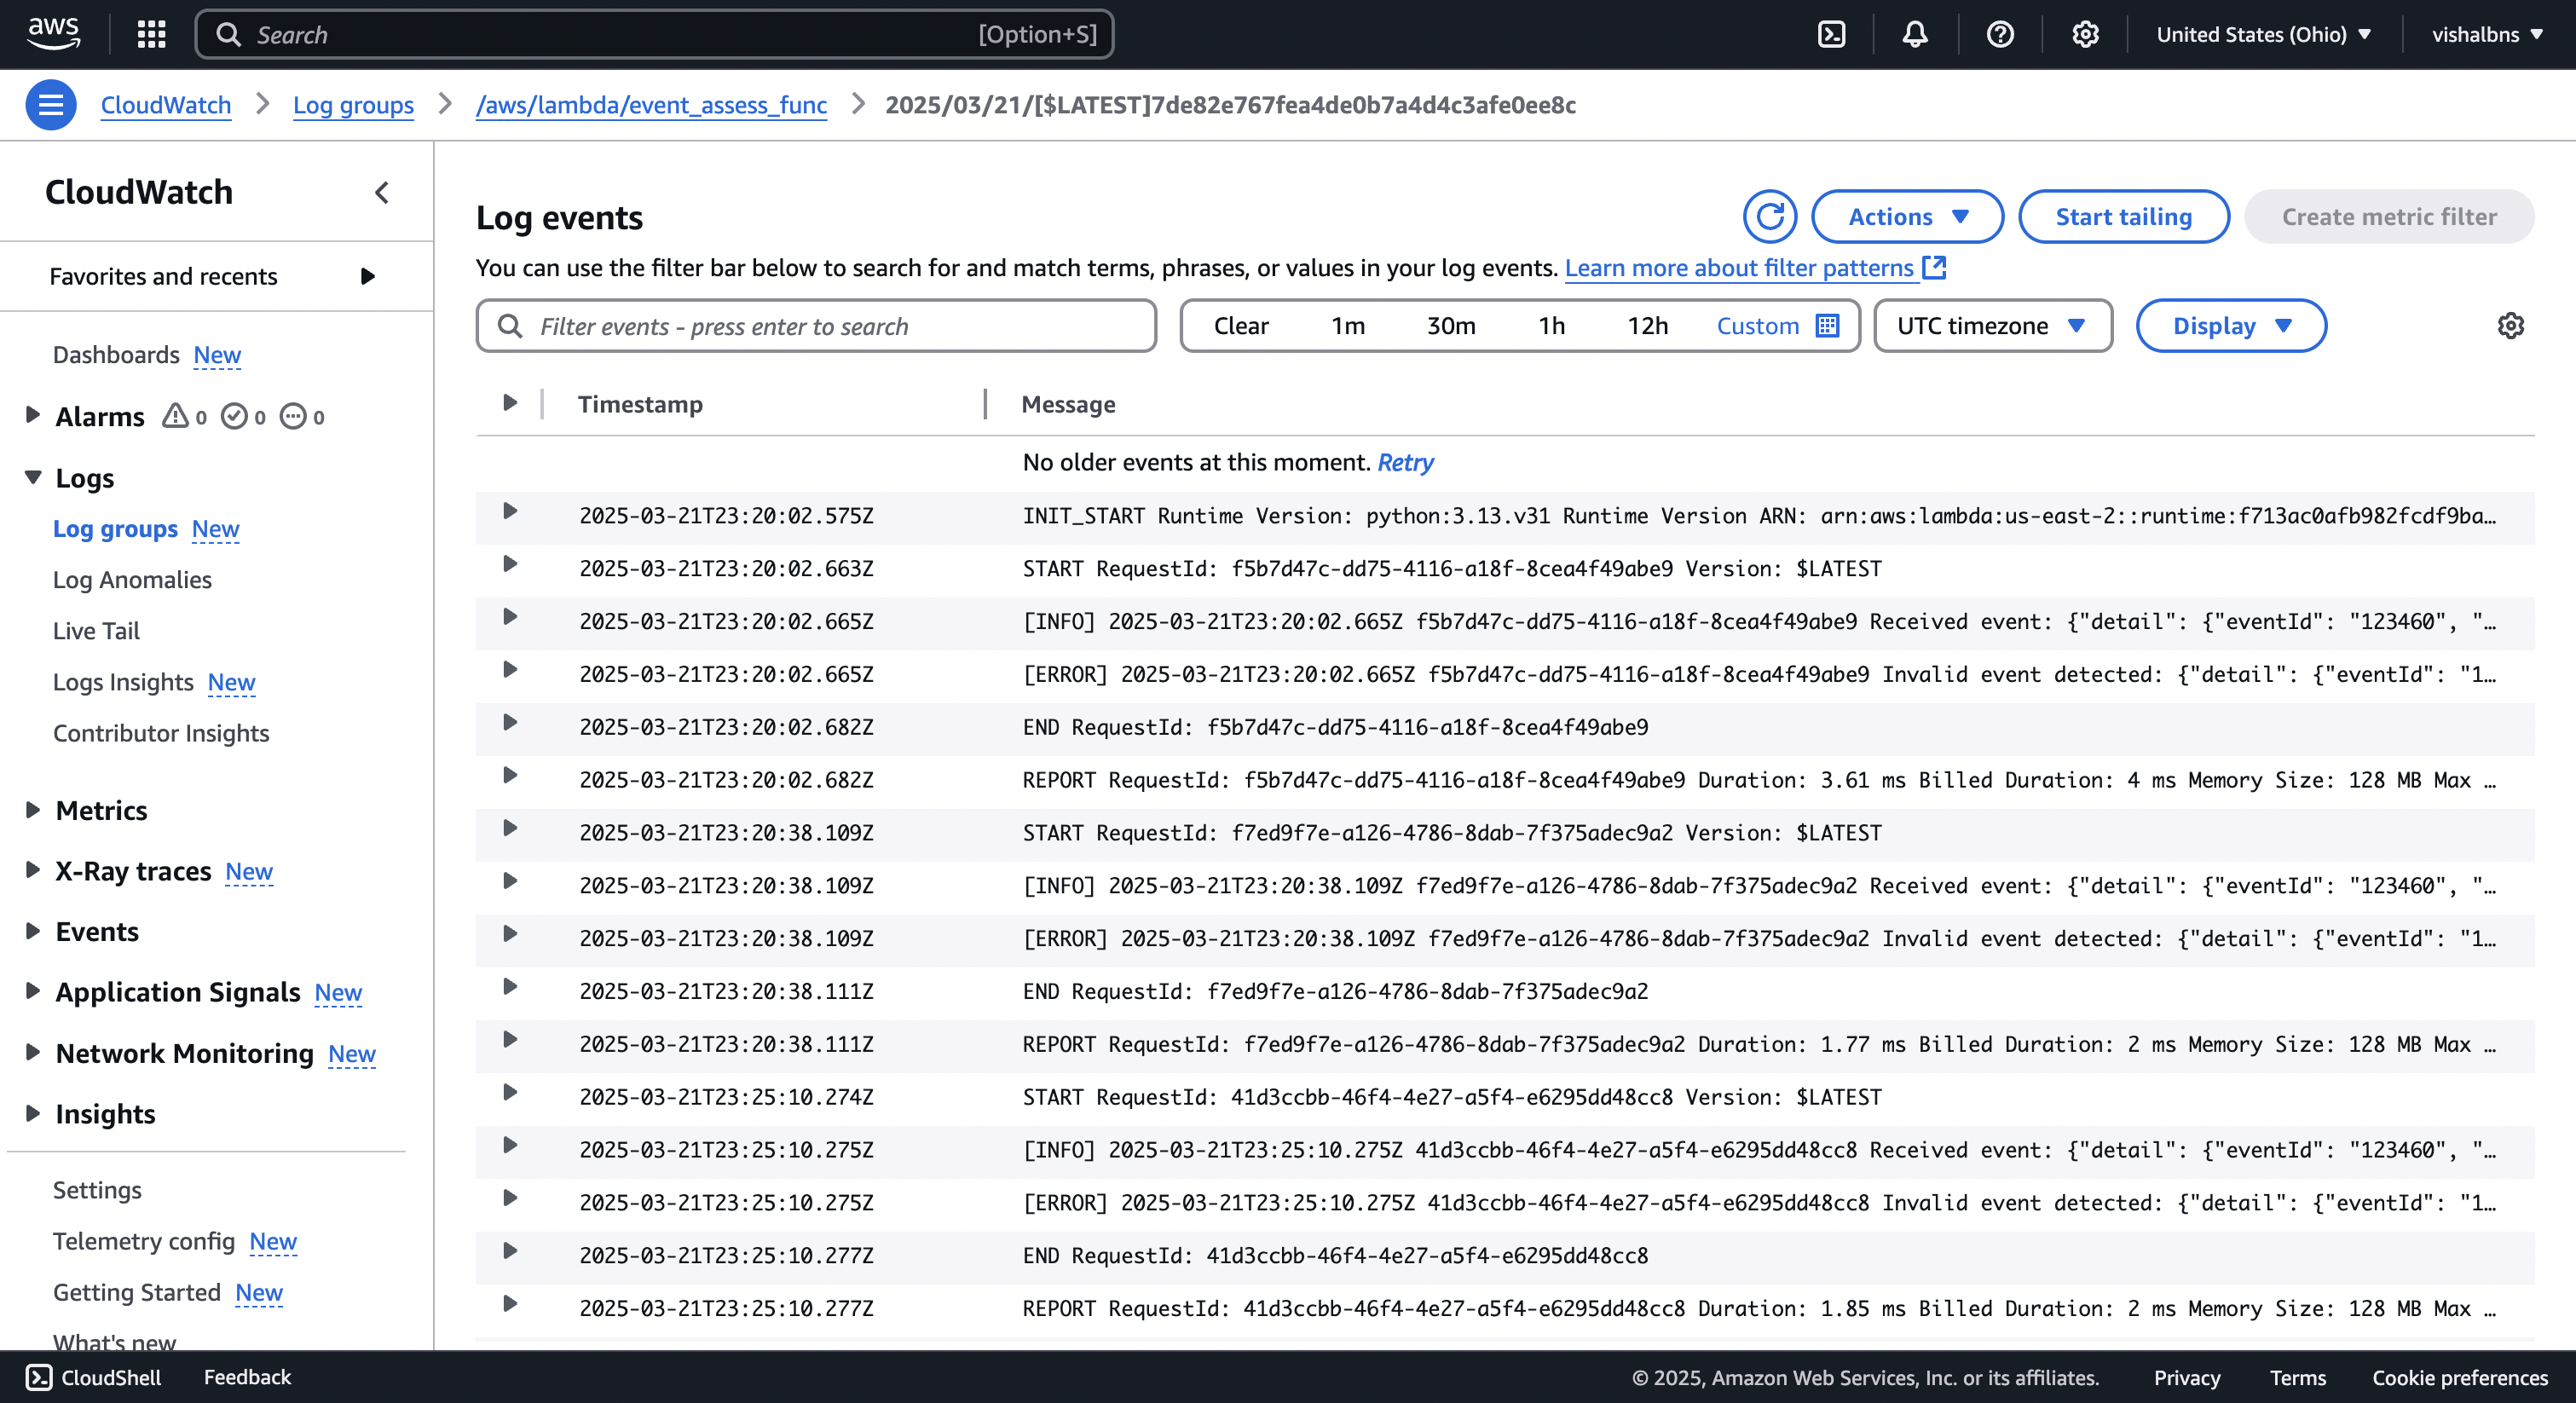 aws Search [Option+S] United States (Ohio) vishalbns
CloudWatch Log groups /aws/lambda/event_assess_func 2025/03/21/[$LATEST]7de82e767fea4de0b7a4d4c3afe0ee8c
CloudWatch
Favorites and recents
Dashboards New
Alarms 0 0 0
Logs
Log groups New
Log Anomalies
Live Tail
Logs Insights New
Contributor Insights
Metrics
X-Ray traces New
Events
Application Signals New
Network Monitoring New
Insights
Settings
Telemetry config New
Getting Started New
What's new
Log events
Actions Start tailing Create metric filter
You can use the filter bar below to search for and match terms, phrases, or values in your log events. Learn more about filter patterns
Filter events - press enter to search Clear 1m 30m 1h 12h Custom UTC timezone Display
Timestamp Message
No older events at this moment. Retry
2025-03-21T23:20:02.575Z INIT_START Runtime Version: python:3.13.v31 Runtime Version ARN: arn:aws:lambda:us-east-2::runtime:f713ac0afb982fcdf9ba…
2025-03-21T23:20:02.663Z START RequestId: f5b7d47c-dd75-4116-a18f-8cea4f49abe9 Version: $LATEST
2025-03-21T23:20:02.665Z [INFO] 2025-03-21T23:20:02.665Z f5b7d47c-dd75-4116-a18f-8cea4f49abe9 Received event: {"detail": {"eventId": "123460", "…
2025-03-21T23:20:02.665Z [ERROR] 2025-03-21T23:20:02.665Z f5b7d47c-dd75-4116-a18f-8cea4f49abe9 Invalid event detected: {"detail": {"eventId": "1…
2025-03-21T23:20:02.682Z END RequestId: f5b7d47c-dd75-4116-a18f-8cea4f49abe9
2025-03-21T23:20:02.682Z REPORT RequestId: f5b7d47c-dd75-4116-a18f-8cea4f49abe9 Duration: 3.61 ms Billed Duration: 4 ms Memory Size: 128 MB Max …
2025-03-21T23:20:38.109Z START RequestId: f7ed9f7e-a126-4786-8dab-7f375adec9a2 Version: $LATEST
2025-03-21T23:20:38.109Z [INFO] 2025-03-21T23:20:38.109Z f7ed9f7e-a126-4786-8dab-7f375adec9a2 Received event: {"detail": {"eventId": "123460", "…
2025-03-21T23:20:38.109Z [ERROR] 2025-03-21T23:20:38.109Z f7ed9f7e-a126-4786-8dab-7f375adec9a2 Invalid event detected: {"detail": {"eventId": "1…
2025-03-21T23:20:38.111Z END RequestId: f7ed9f7e-a126-4786-8dab-7f375adec9a2
2025-03-21T23:20:38.111Z REPORT RequestId: f7ed9f7e-a126-4786-8dab-7f375adec9a2 Duration: 1.77 ms Billed Duration: 2 ms Memory Size: 128 MB Max …
2025-03-21T23:25:10.274Z START RequestId: 41d3ccbb-46f4-4e27-a5f4-e6295dd48cc8 Version: $LATEST
2025-03-21T23:25:10.275Z [INFO] 2025-03-21T23:25:10.275Z 41d3ccbb-46f4-4e27-a5f4-e6295dd48cc8 Received event: {"detail": {"eventId": "123460", "…
2025-03-21T23:25:10.275Z [ERROR] 2025-03-21T23:25:10.275Z 41d3ccbb-46f4-4e27-a5f4-e6295dd48cc8 Invalid event detected: {"detail": {"eventId": "1…
2025-03-21T23:25:10.277Z END RequestId: 41d3ccbb-46f4-4e27-a5f4-e6295dd48cc8
2025-03-21T23:25:10.277Z REPORT RequestId: 41d3ccbb-46f4-4e27-a5f4-e6295dd48cc8 Duration: 1.85 ms Billed Duration: 2 ms Memory Size: 128 MB Max …
CloudShell Feedback © 2025, Amazon Web Services, Inc. or its affiliates. Privacy Terms Cookie preferences